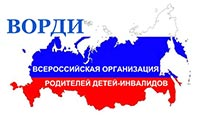 ВОРДИ
ВСЕРОССИЙСКАЯ ОРГАНИЗАЦИЯ
РОДИТЕЛЕЙ ДЕТЕЙ-ИНВАЛИДОВ